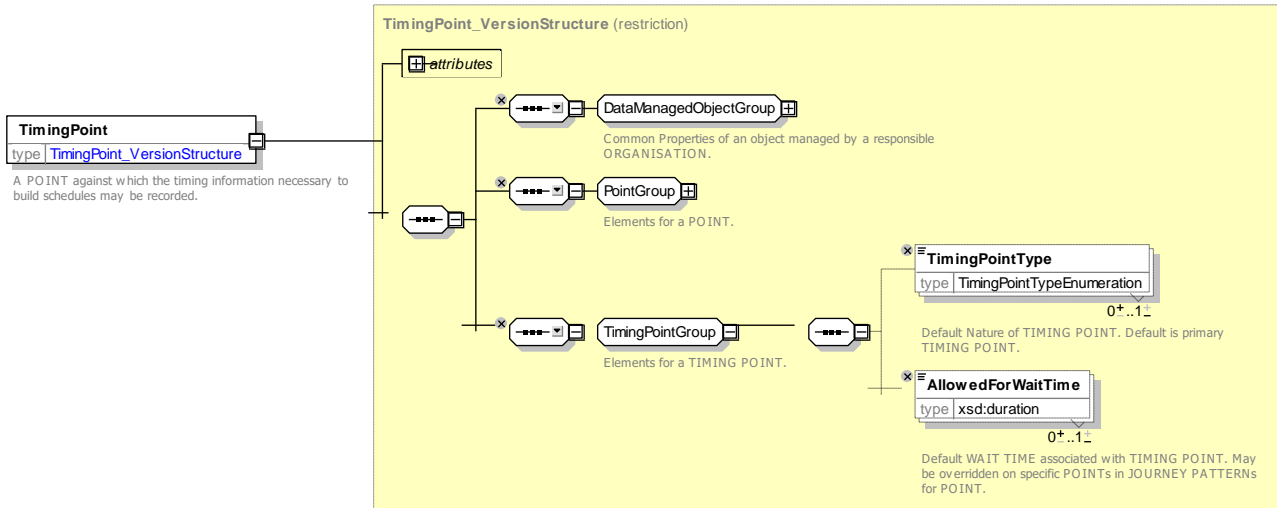 TimingPoint_VersionStructure (restriction)
attributes
DataManagedObjectGroup
Common Properties of an object managed by a responsible
ORGANISATION.
TimingPoint
type TimingPoint_VersionStructure
A POINT against which the timing information necessary to
build schedules may be recorded.
PointGroup
Elements for a POINT.
TimingPointGroup
Elements for a TIMING POINT.
TimingPointType
type TimingPointTypeEnumeration
0±..1±
Default Nature of TIMING POINT. Default is primary
TIMING POINT.
AllowedForWaitTime
type xsd:duration
0±..1±
Default WAIT TIME associated with TIMING POINT. May
be overridden on specific POINTs in JOURNEY PATTERNs
for POINT.